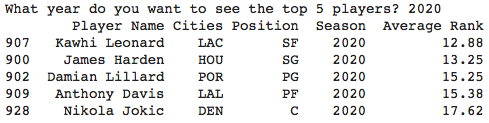 What year do you want to see the top 5 players? 2020
Player Name Cities Position Season Average Rank
907 Kawhi Leonard LAC SF 2020 12.88
900 James Harden HOU SG 2020 13.25
902 Damian Lillard POR PG 2020 15.25
909 Anthony Davis LAL PF 2020 15.38
928 Nikola Jokic DEN C 2020 17.62